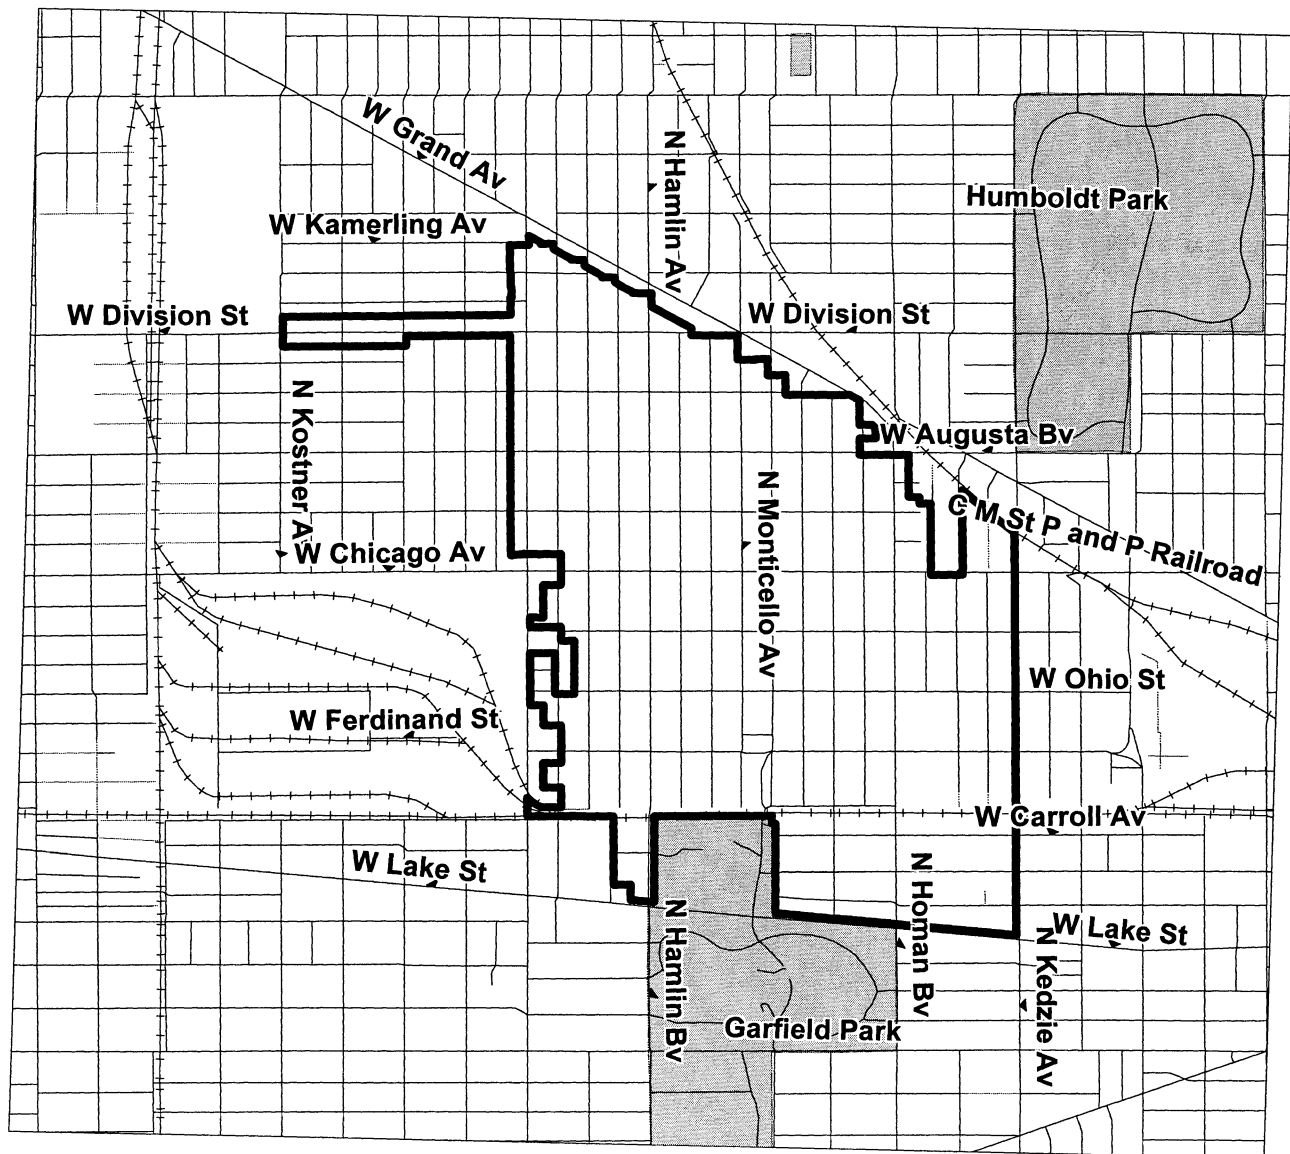 W Grand Av
N Hamlin Av
Humboldt Park
W Kamerling Av
W Division St
W Division St
N Kostner A
W Augusta Bv
N Monticello Av
C M St P and P Railroad
W Chicago Av
W Ohio St
W Ferdinand St
W Carroll Av
W Lake St
N Homan Bv
N Hamlin Bv
W Lake St
N Kedzie Av
Garfield Park